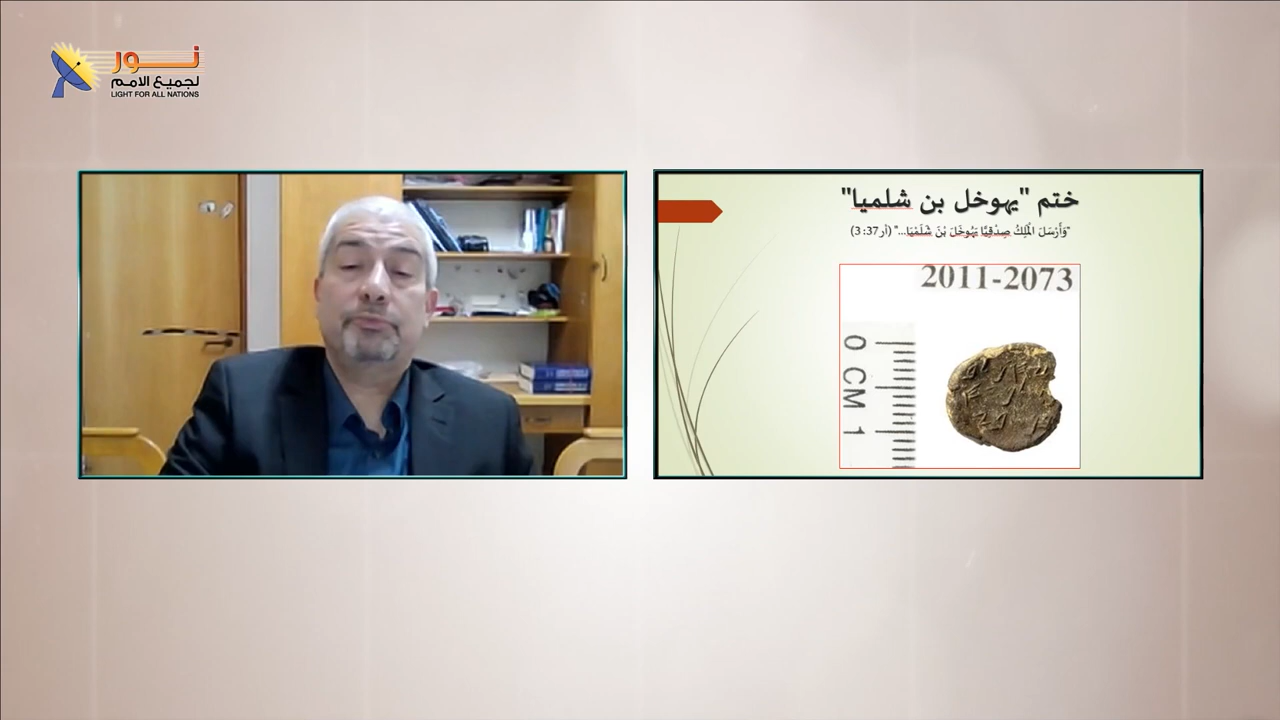 نور
لجميع الامم
LIGHT FOR ALL NATIONS
ختم "يهوخل بن شلميا"
"وَأَرْسَلَ الْمَلِكُ صِدْقِيَّا يَهُوخَلَ بْنَ شَلَمْيَا..." (أر37: 3)
2011-2073
0 CM 1